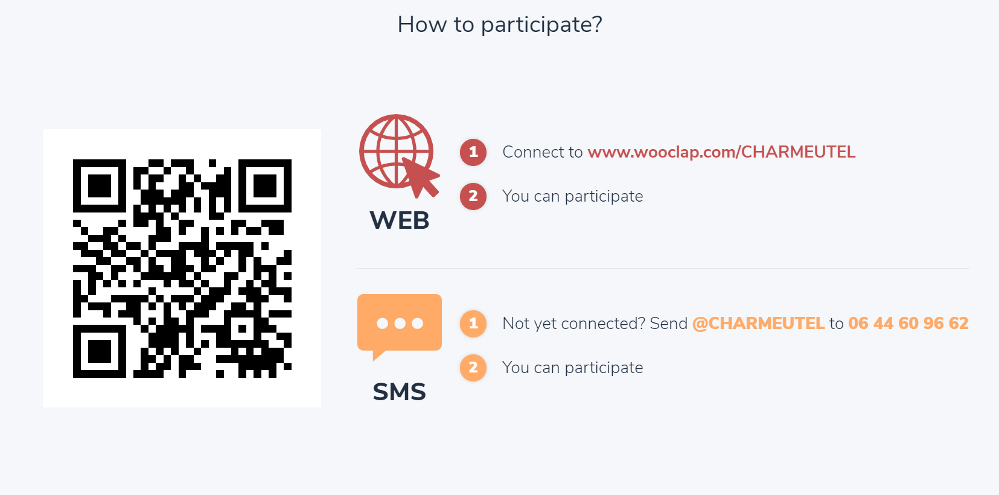 How to participate?
WEB
1 Connect to www.wooclap.com/CHARMEUTEL
2 You can participate
SMS
1 Not yet connected? Send @CHARMEUTEL to 06 44 60 96 62
2 You can participate